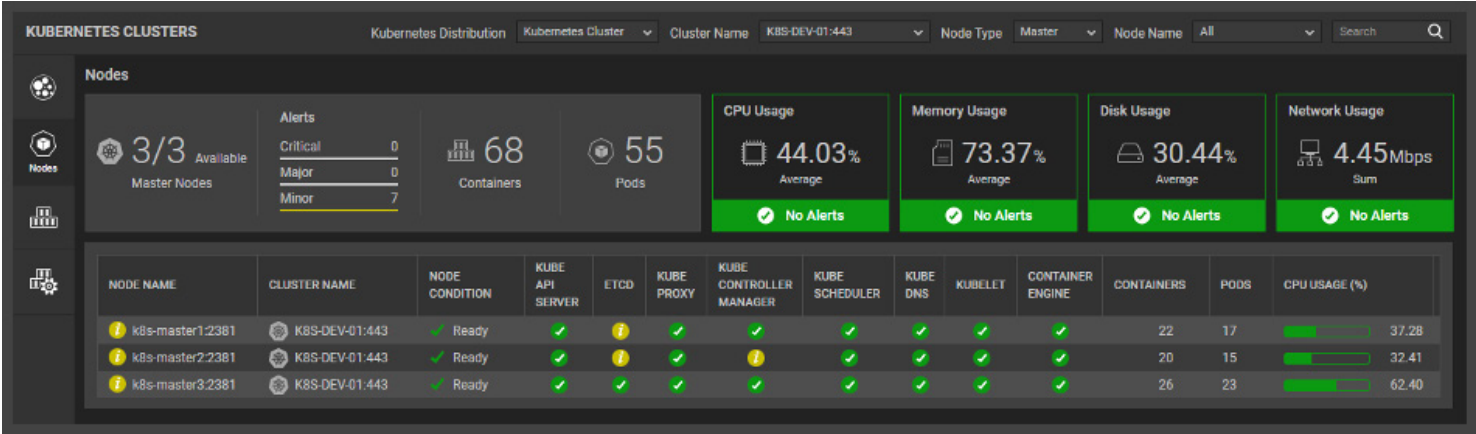 KUBERNETES CLUSTERS Kubernetes Distribution Kubernetes Cluster Cluster Name K8S-DEV-01:443 Node Type Master Node Name All Search
Nodes
Nodes
3/3 Available
Master Nodes
Alerts
Critical 0
Major 0
Minor 7
68
Containers
55
Pods
CPU Usage
44.03%
Average
No Alerts
Memory Usage
73.37%
Average
No Alerts
Disk Usage
30.44%
Average
No Alerts
Network Usage
4.45Mbps
Sum
No Alerts
NODE NAME CLUSTER NAME NODE CONDITION KUBE API SERVER ETCD KUBE PROXY KUBE CONTROLLER MANAGER KUBE SCHEDULER KUBE DNS KUBELET CONTAINER ENGINE CONTAINERS PODS CPU USAGE (%)
k8s-master1:2381 K8S-DEV-01:443 Ready 22 17 37.28
k8s-master2:2381 K8S-DEV-01:443 Ready 20 15 32.41
k8s-master3:2381 K8S-DEV-01:443 Ready 26 23 62.40